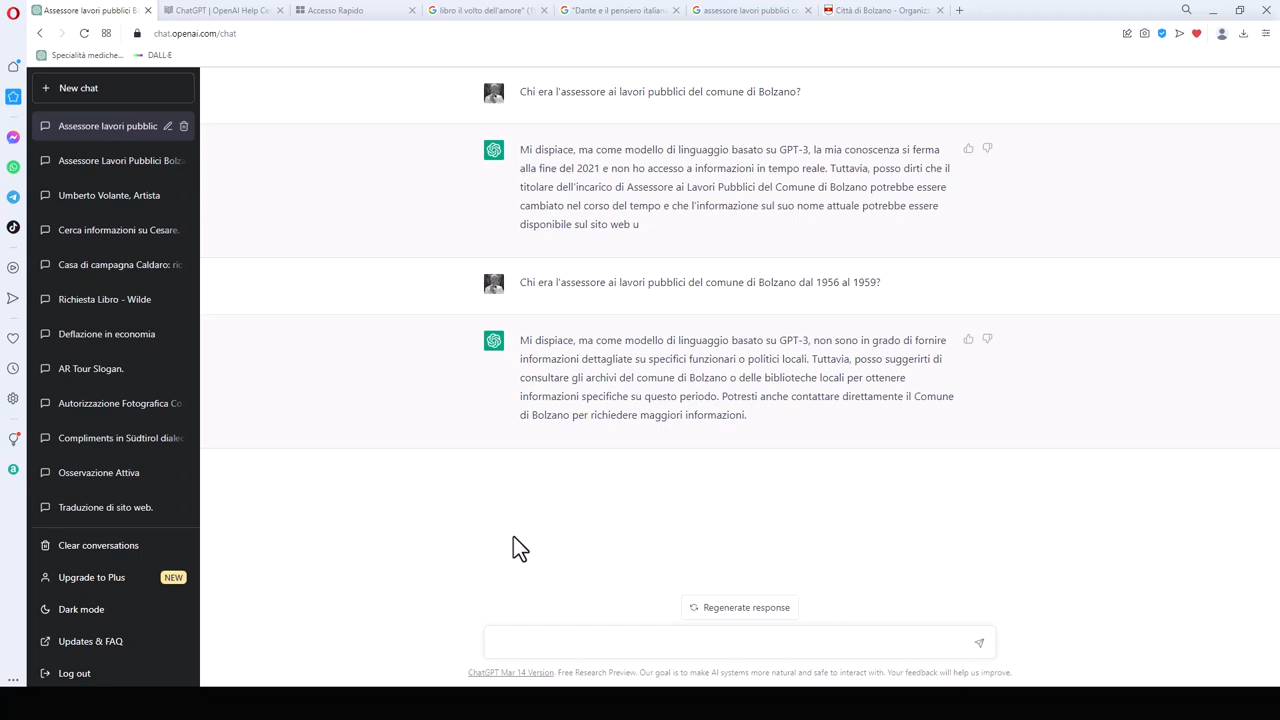 Assessore lavori pubblici B
ChatGPT | OpenAI Help Ce
Accesso Rapido
libro il volto dell'amore" (1
"Dante e il pensiero italian
assessore lavori pubblici c
Città di Bolzano - Organiz
chat.openai.com/chat
Specialità mediche...
DALL·E
New chat
Assessore lavori pubblic
Assessore Lavori Pubblici Bolza
Umberto Volante, Artista
Cerca informazioni su Cesare.
Casa di campagna Caldaro: ric
Richiesta Libro - Wilde
Deflazione in economia
AR Tour Slogan.
Autorizzazione Fotografica Co
Compliments in Südtirol dialec
Osservazione Attiva
Traduzione di sito web.
Clear conversations
Upgrade to Plus NEW
Dark mode
Updates & FAQ
Log out
Chi era l'assessore ai lavori pubblici del comune di Bolzano?
Mi dispiace, ma come modello di linguaggio basato su GPT-3, la mia conoscenza si ferma
alla fine del 2021 e non ho accesso a informazioni in tempo reale. Tuttavia, posso dirti che il
titolare dell'incarico di Assessore ai Lavori Pubblici del Comune di Bolzano potrebbe essere
cambiato nel corso del tempo e che l'informazione sul suo nome attuale potrebbe essere
disponibile sul sito web u
Chi era l'assessore ai lavori pubblici del comune di Bolzano dal 1956 al 1959?
Mi dispiace, ma come modello di linguaggio basato su GPT-3, non sono in grado di fornire
informazioni dettagliate su specifici funzionari o politici locali. Tuttavia, posso suggerirti di
consultare gli archivi del comune di Bolzano o delle biblioteche locali per ottenere
informazioni specifiche su questo periodo. Potresti anche contattare direttamente il Comune
di Bolzano per richiedere maggiori informazioni.
Regenerate response
ChatGPT Mar 14 Version. Free Research Preview. Our goal is to make AI systems more natural and safe to interact with. Your feedback will help us improve.